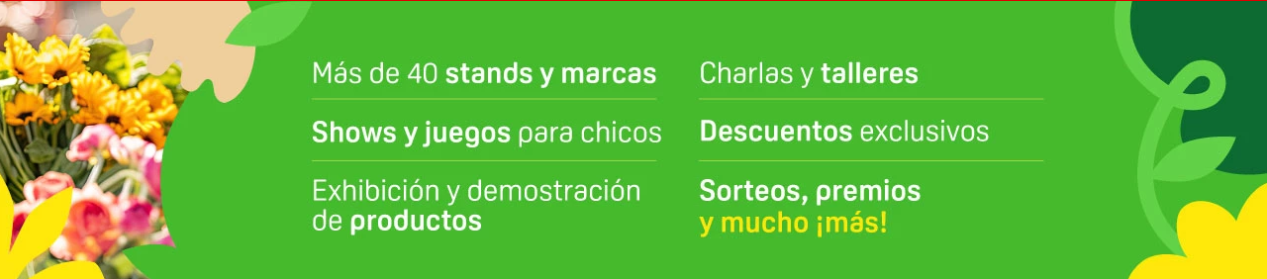 Más de 40 stands y marcas
Shows y juegos para chicos
Exhibición y demostración
de productos
Charlas y talleres
Descuentos exclusivos
Sorteos, premios
y mucho ¡más!